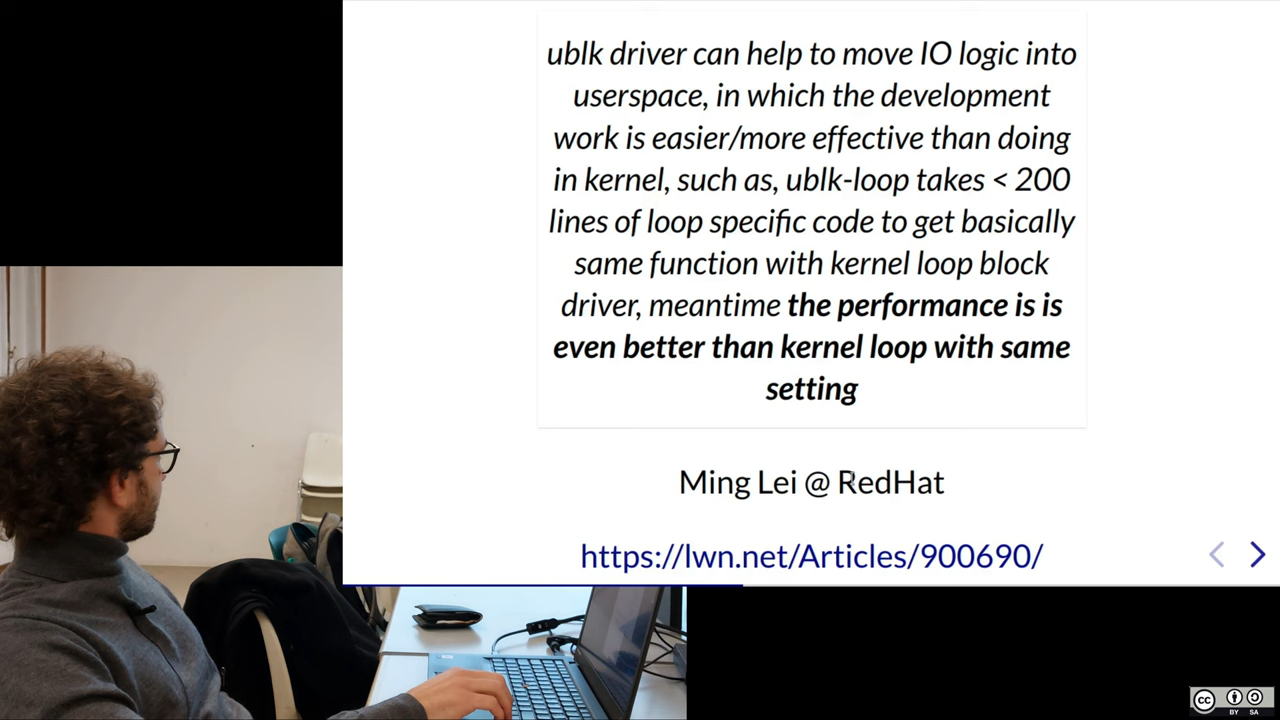 ublk driver can help to move IO logic into
userspace, in which the development
work is easier/more effective than doing
in kernel, such as, ublk-loop takes < 200
lines of loop specific code to get basically
same function with kernel loop block
driver, meantime the performance is is
even better than kernel loop with same
setting
Ming Lei @ RedHat
https://lwn.net/Articles/900690/
cc
BY SA